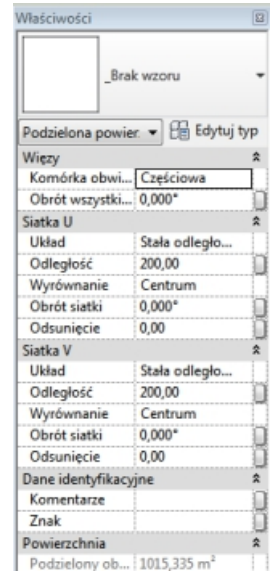 Właściwości
_Brak wzoru
Podzielona powier. Edytuj typ
Więzy
Komórka obwi... Częściowa
Obrót wszystki... 0,000°
Siatka U
Układ Stała odległo...
Odległość 200,00
Wyrównanie Centrum
Obrót siatki 0,000°
Odsunięcie 0,00
Siatka V
Układ Stała odległo...
Odległość 200,00
Wyrównanie Centrum
Obrót siatki 0,000°
Odsunięcie 0,00
Dane identyfikacyjne
Komentarze
Znak
Powierzchnia
Podzielony ob... 1015,335 m²